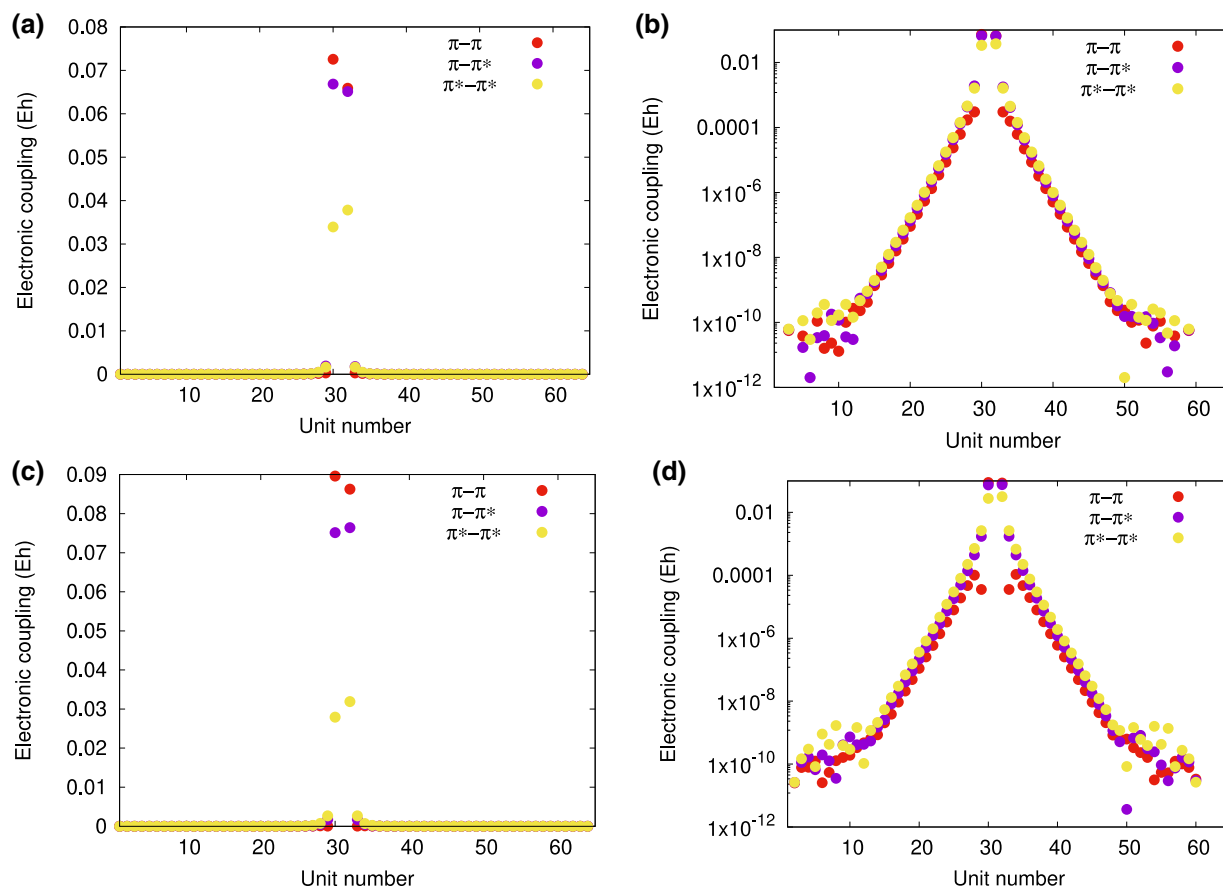 (a)
0.08
0.07
0.06
0.05
0.04
0.03
0.02
0.01
0
Electronic coupling (Eh)
π−π
π−π*
π*−π*
10 20 30 40 50 60
Unit number
(b)
0.01
0.0001
1x10⁻⁶
1x10⁻⁸
1x10⁻¹⁰
1x10⁻¹²
Electronic coupling (Eh)
π−π
π−π*
π*−π*
10 20 30 40 50 60
Unit number
(c)
0.09
0.08
0.07
0.06
0.05
0.04
0.03
0.02
0.01
0
Electronic coupling (Eh)
π−π
π−π*
π*−π*
10 20 30 40 50 60
Unit number
(d)
0.01
0.0001
1x10⁻⁶
1x10⁻⁸
1x10⁻¹⁰
1x10⁻¹²
Electronic coupling (Eh)
π−π
π−π*
π*−π*
10 20 30 40 50 60
Unit number